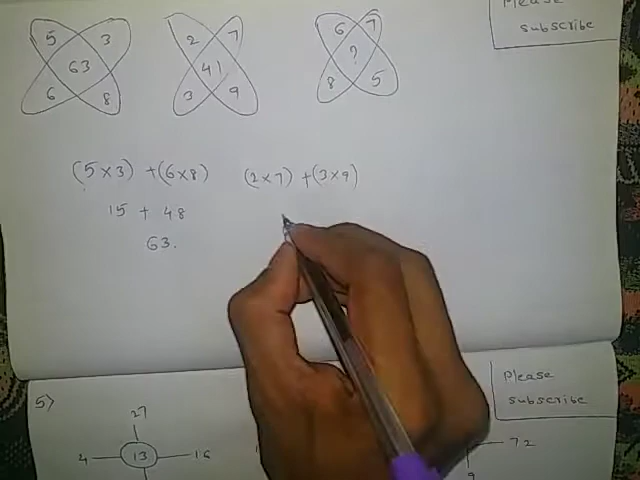 Please
subscribe
5 3 2 7 6 7
63 41 ?
6 8 3 9 8 5
(5×3) +(6×8) (2×7) +(3×9)
15 + 48
63.
5)
Please
subscribe
27
4 13 16
72
9